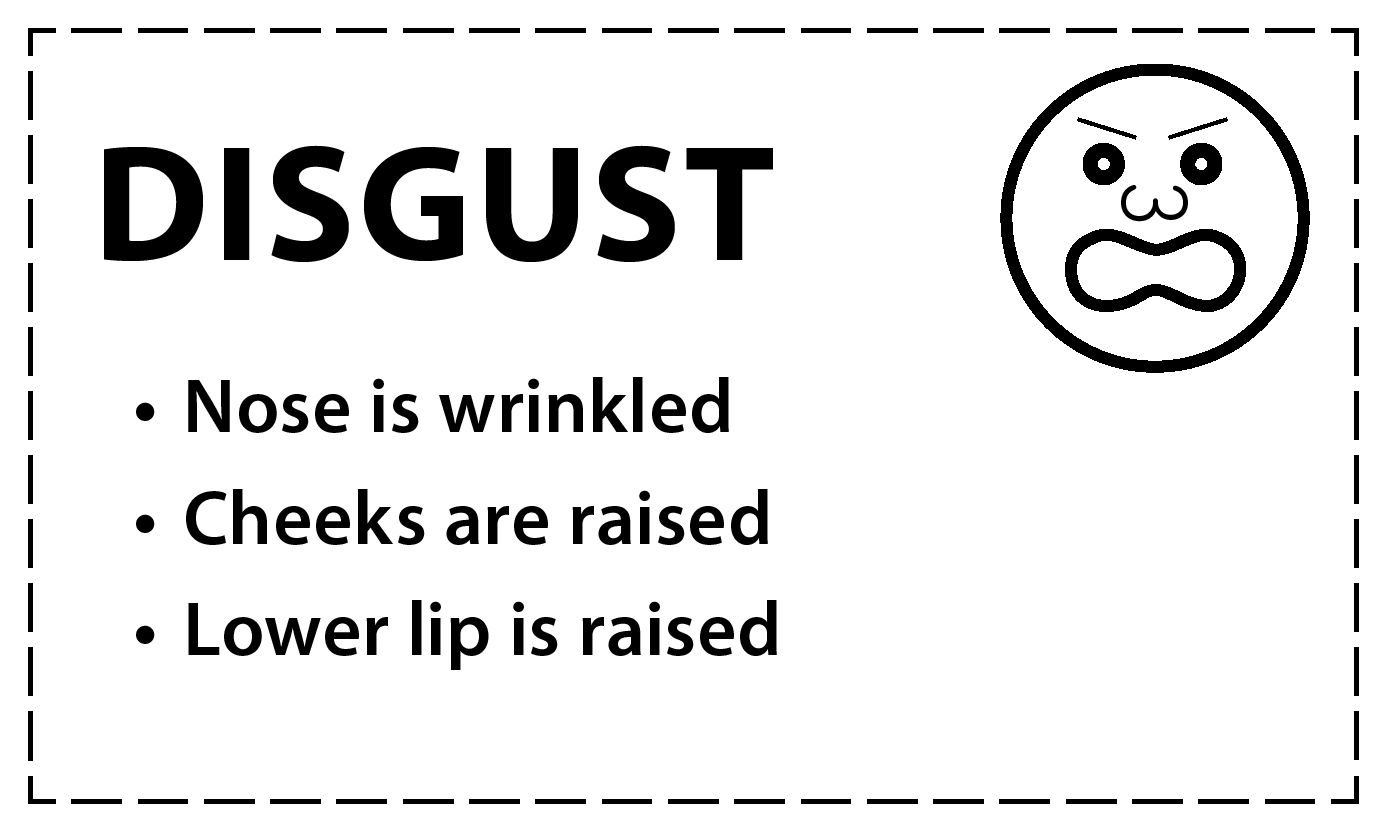 DISGUST
• Nose is wrinkled
• Cheeks are raised
• Lower lip is raised